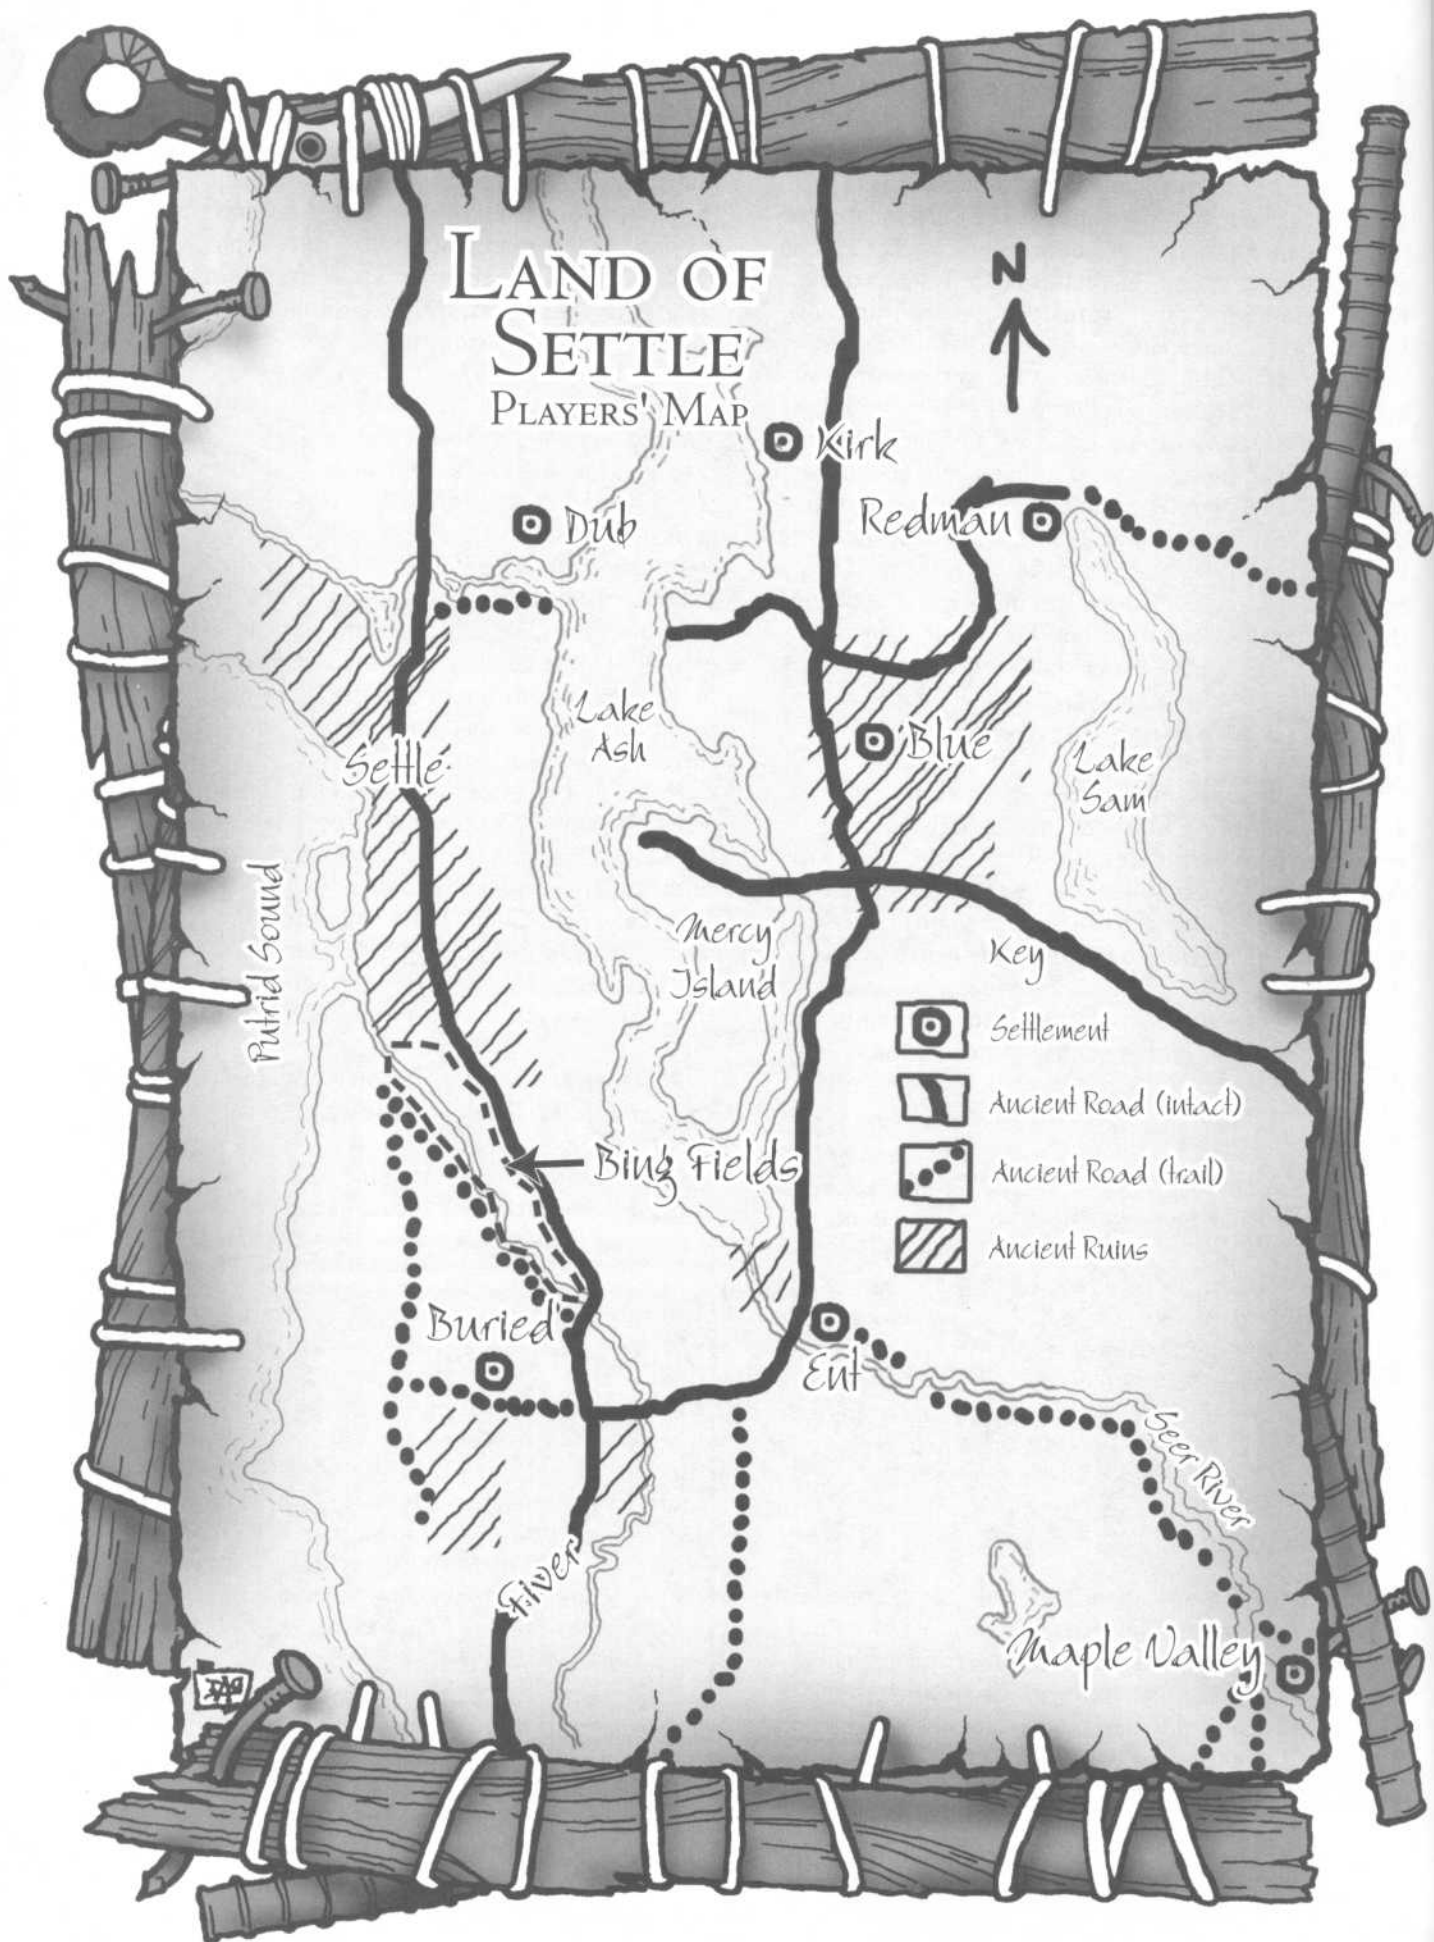 LAND OF
SETTLE
PLAYERS' MAP
N
Kirk
Redman
Dub
Lake
Ash
Settle
Blue
Lake
Sam
Putrid Sound
Mercy
Island
Key
Settlement
Ancient Road (intact)
Ancient Road (trail)
Ancient Ruins
Bing Fields
Buried
Ent
Seer River
River
Maple Valley